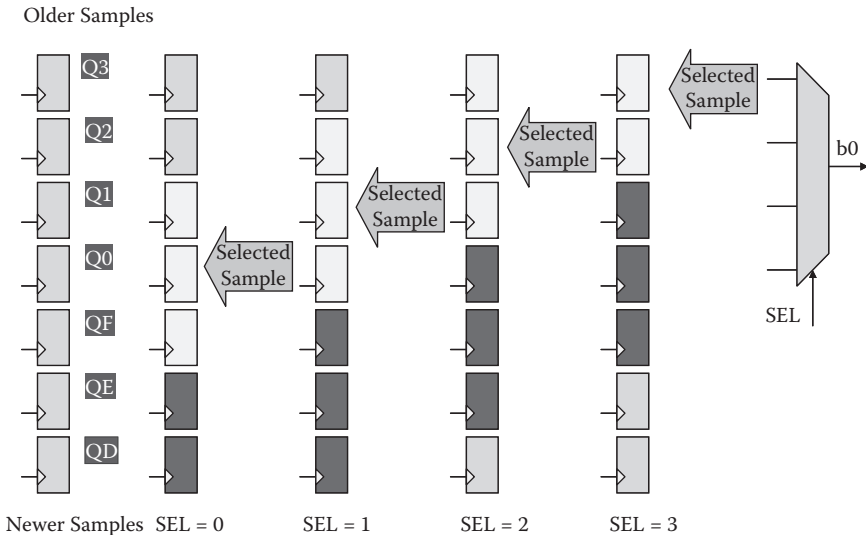 Older Samples
Q3
Selected
Sample
Q2
Selected
Sample
b0
Q1
Selected
Sample
Q0
Selected
Sample
SEL
QF
QE
QD
Newer Samples SEL = 0 SEL = 1 SEL = 2 SEL = 3